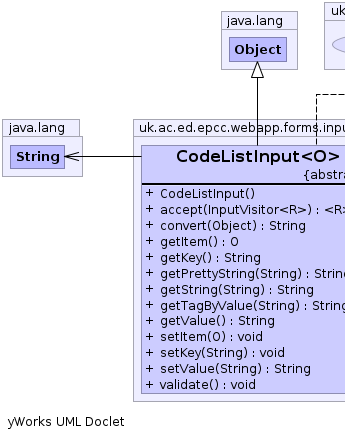 java.lang
uk
Object
java.lang
uk.ac.ed.epcc.webapp.forms.inpu
String
CodeListInput<O>
{abstra
+ CodeListInput()
+ accept(InputVisitor<R>) : <R>
+ convert(Object) : String
+ getItem() : O
+ getKey() : String
+ getPrettyString(String) : String
+ getString(String) : String
+ getTagByValue(String) : String
+ getValue() : String
+ setItem(O) : void
+ setKey(String) : void
+ setValue(String) : String
+ validate() : void
yWorks UML Doclet